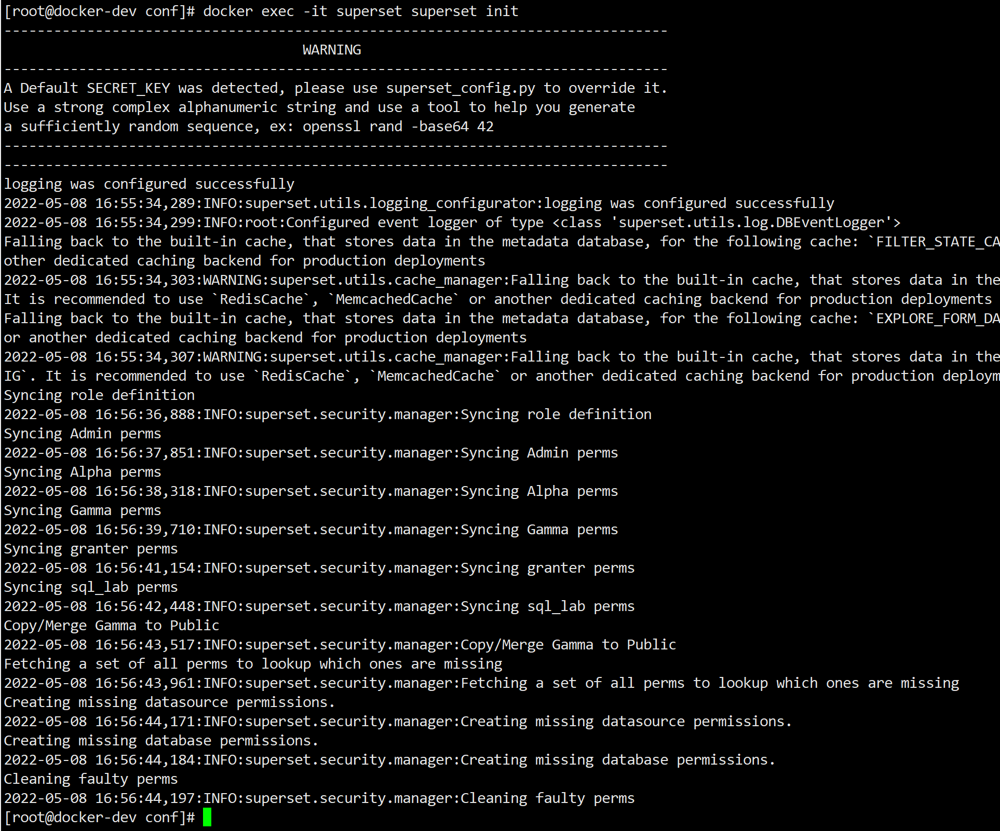 [root@docker-dev conf]# docker exec -it superset superset init
--------------------------------------------------------------------------------
WARNING
--------------------------------------------------------------------------------
A Default SECRET_KEY was detected, please use superset_config.py to override it.
Use a strong complex alphanumeric string and use a tool to help you generate
a sufficiently random sequence, ex: openssl rand -base64 42
--------------------------------------------------------------------------------
--------------------------------------------------------------------------------
logging was configured successfully
2022-05-08 16:55:34,289:INFO:superset.utils.logging_configurator:logging was configured successfully
2022-05-08 16:55:34,299:INFO:root:Configured event logger of type <class 'superset.utils.log.DBEventLogger'>
Falling back to the built-in cache, that stores data in the metadata database, for the following cache: `FILTER_STATE_CA
other dedicated caching backend for production deployments
2022-05-08 16:55:34,303:WARNING:superset.utils.cache_manager:Falling back to the built-in cache, that stores data in the
It is recommended to use `RedisCache`, `MemcachedCache` or another dedicated caching backend for production deployments
Falling back to the built-in cache, that stores data in the metadata database, for the following cache: `EXPLORE_FORM_DA
or another dedicated caching backend for production deployments
2022-05-08 16:55:34,307:WARNING:superset.utils.cache_manager:Falling back to the built-in cache, that stores data in the
IG`. It is recommended to use `RedisCache`, `MemcachedCache` or another dedicated caching backend for production deploym
Syncing role definition
2022-05-08 16:56:36,888:INFO:superset.security.manager:Syncing role definition
Syncing Admin perms
2022-05-08 16:56:37,851:INFO:superset.security.manager:Syncing Admin perms
Syncing Alpha perms
2022-05-08 16:56:38,318:INFO:superset.security.manager:Syncing Alpha perms
Syncing Gamma perms
2022-05-08 16:56:39,710:INFO:superset.security.manager:Syncing Gamma perms
Syncing granter perms
2022-05-08 16:56:41,154:INFO:superset.security.manager:Syncing granter perms
Syncing sql_lab perms
2022-05-08 16:56:42,448:INFO:superset.security.manager:Syncing sql_lab perms
Copy/Merge Gamma to Public
2022-05-08 16:56:43,517:INFO:superset.security.manager:Copy/Merge Gamma to Public
Fetching a set of all perms to lookup which ones are missing
2022-05-08 16:56:43,961:INFO:superset.security.manager:Fetching a set of all perms to lookup which ones are missing
Creating missing datasource permissions.
2022-05-08 16:56:44,171:INFO:superset.security.manager:Creating missing datasource permissions.
Creating missing database permissions.
2022-05-08 16:56:44,184:INFO:superset.security.manager:Creating missing database permissions.
Cleaning faulty perms
2022-05-08 16:56:44,197:INFO:superset.security.manager:Cleaning faulty perms
[root@docker-dev conf]#